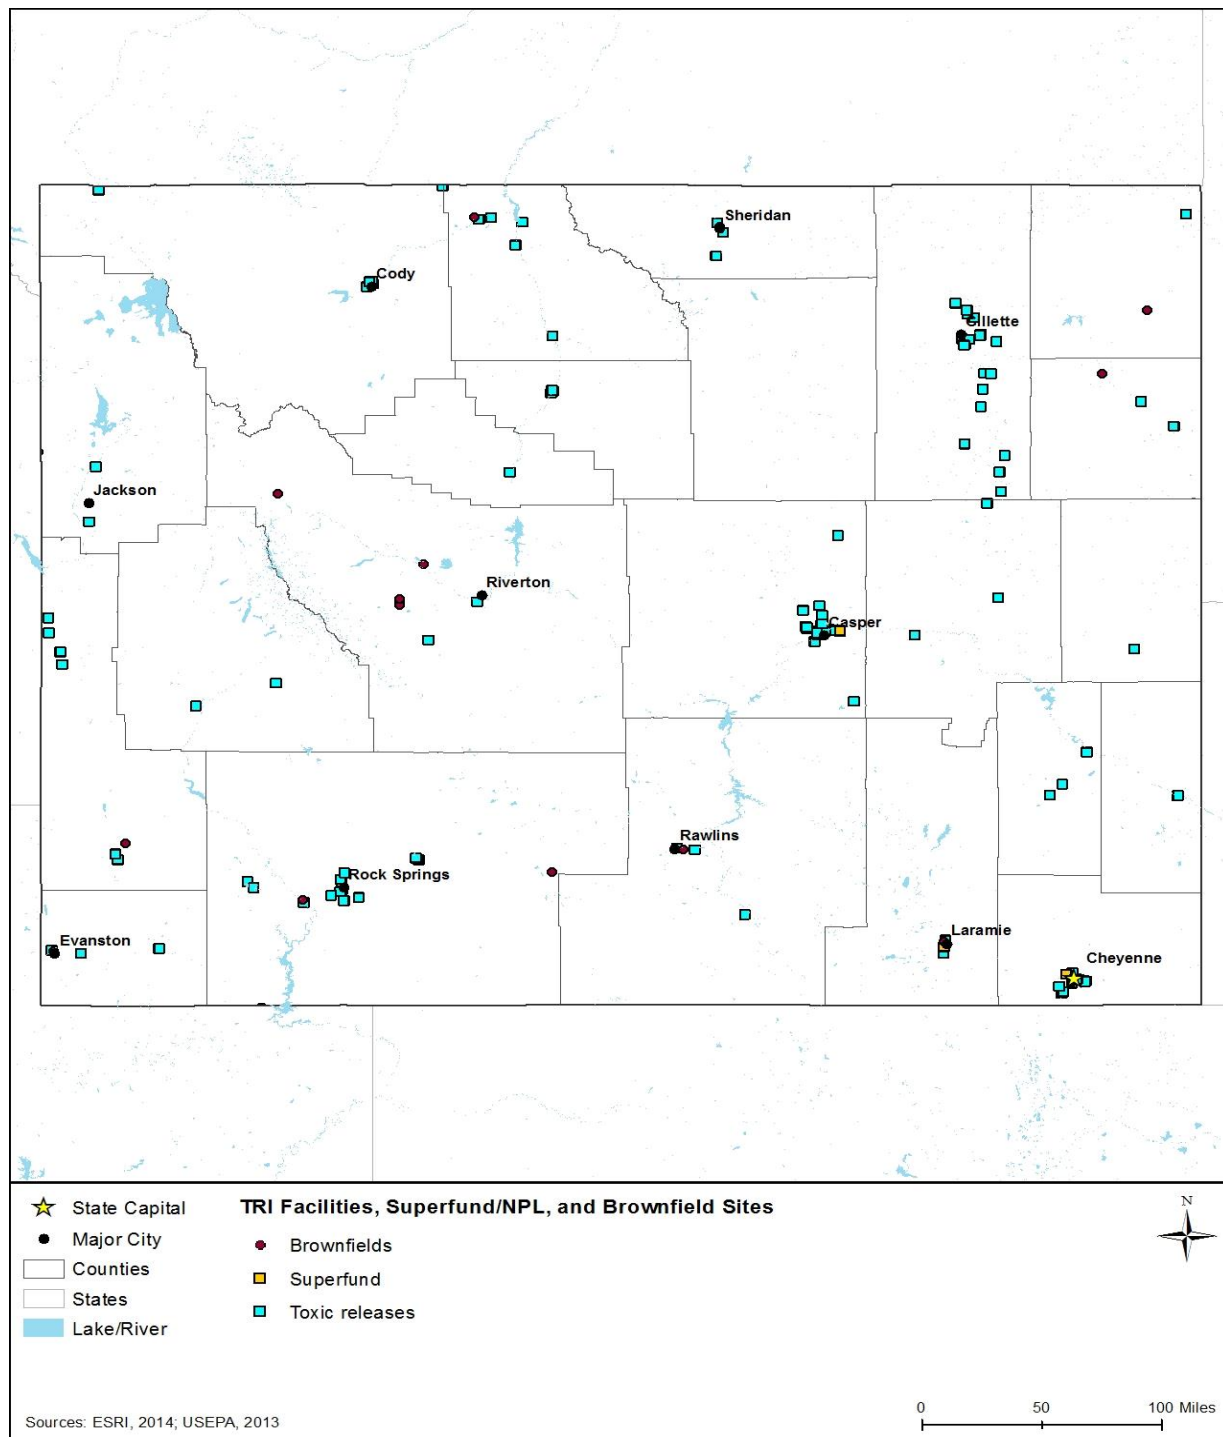 Sheridan
Cody
Gillette
Jackson
Riverton
Casper
Rawlins
Rock Springs
Laramie
Evanston
Cheyenne
State Capital
Major City
Counties
States
Lake/River
TRI Facilities, Superfund/NPL, and Brownfield Sites
Brownfields
Superfund
Toxic releases
N
Sources: ESRI, 2014; USEPA, 2013
0 50 100 Miles